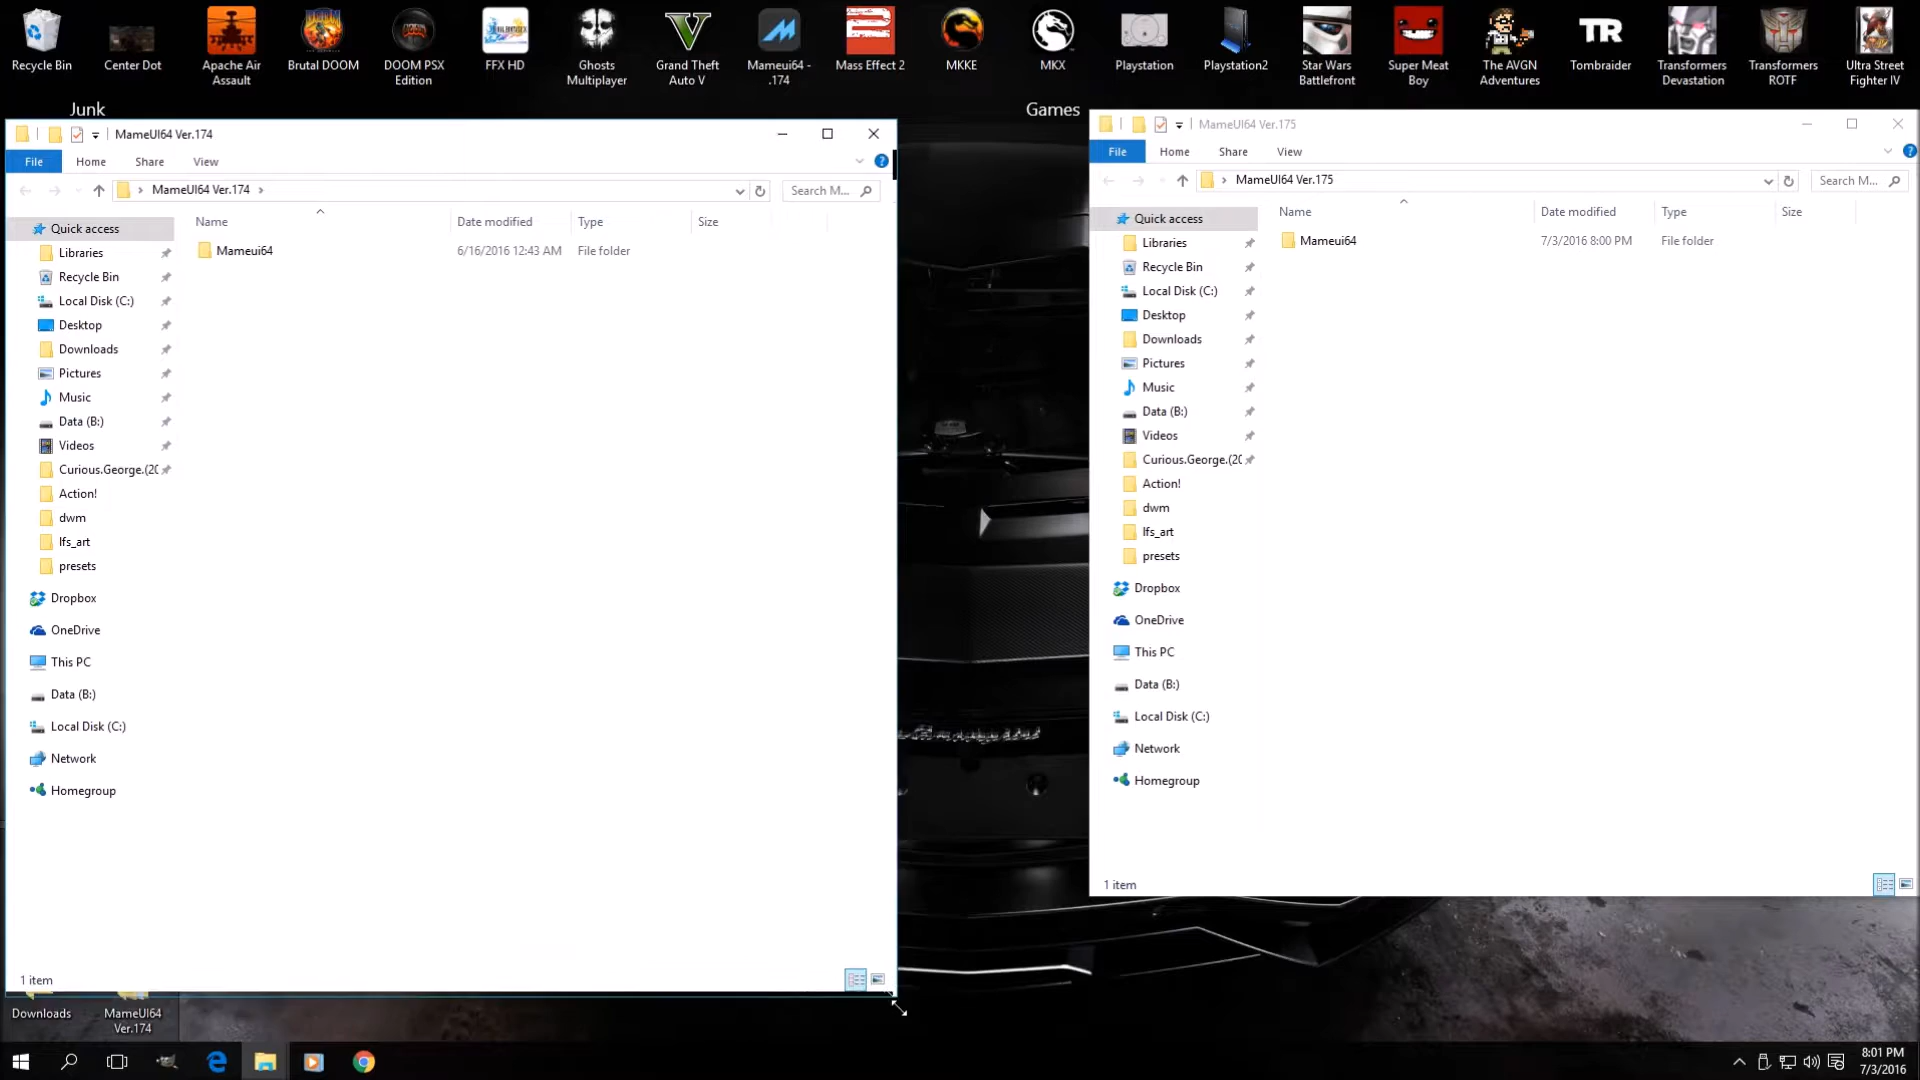 Recycle Bin
Center Dot
Apache Air
Assault
Brutal DOOM
DOOM PSX
Edition
FFX HD
Ghosts
Multiplayer
Grand Theft
Auto V
Mameui64 -
.174
Mass Effect 2
MKKE
MKX
Playstation
Playstation2
Star Wars
Battlefront
Super Meat
Boy
The AVGN
Adventures
TR
Tombraider
Transformers
Devastation
Transformers
ROTF
Ultra Street
Fighter IV
Junk
Games
MameUI64 Ver.174
File
Home
Share
View
MameUI64 Ver.174
Search M...
Name
Date modified
Type
Size
Quick access
Libraries
Recycle Bin
Local Disk (C:)
Desktop
Downloads
Pictures
Music
Data (B:)
Videos
Curious.George.(20
Action!
dwm
lfs_art
presets
Dropbox
OneDrive
This PC
Data (B:)
Local Disk (C:)
Network
Homegroup
Mameui64
6/16/2016 12:43 AM
File folder
1 item
MameUI64 Ver.175
File
Home
Share
View
MameUI64 Ver.175
Search M...
Name
Date modified
Type
Size
Quick access
Libraries
Recycle Bin
Local Disk (C:)
Desktop
Downloads
Pictures
Music
Data (B:)
Videos
Curious.George.(20
Action!
dwm
lfs_art
presets
Dropbox
OneDrive
This PC
Data (B:)
Local Disk (C:)
Network
Homegroup
Mameui64
7/3/2016 8:00 PM
File folder
1 item
Downloads
MameUI64
Ver.174
8:01 PM
7/3/2016